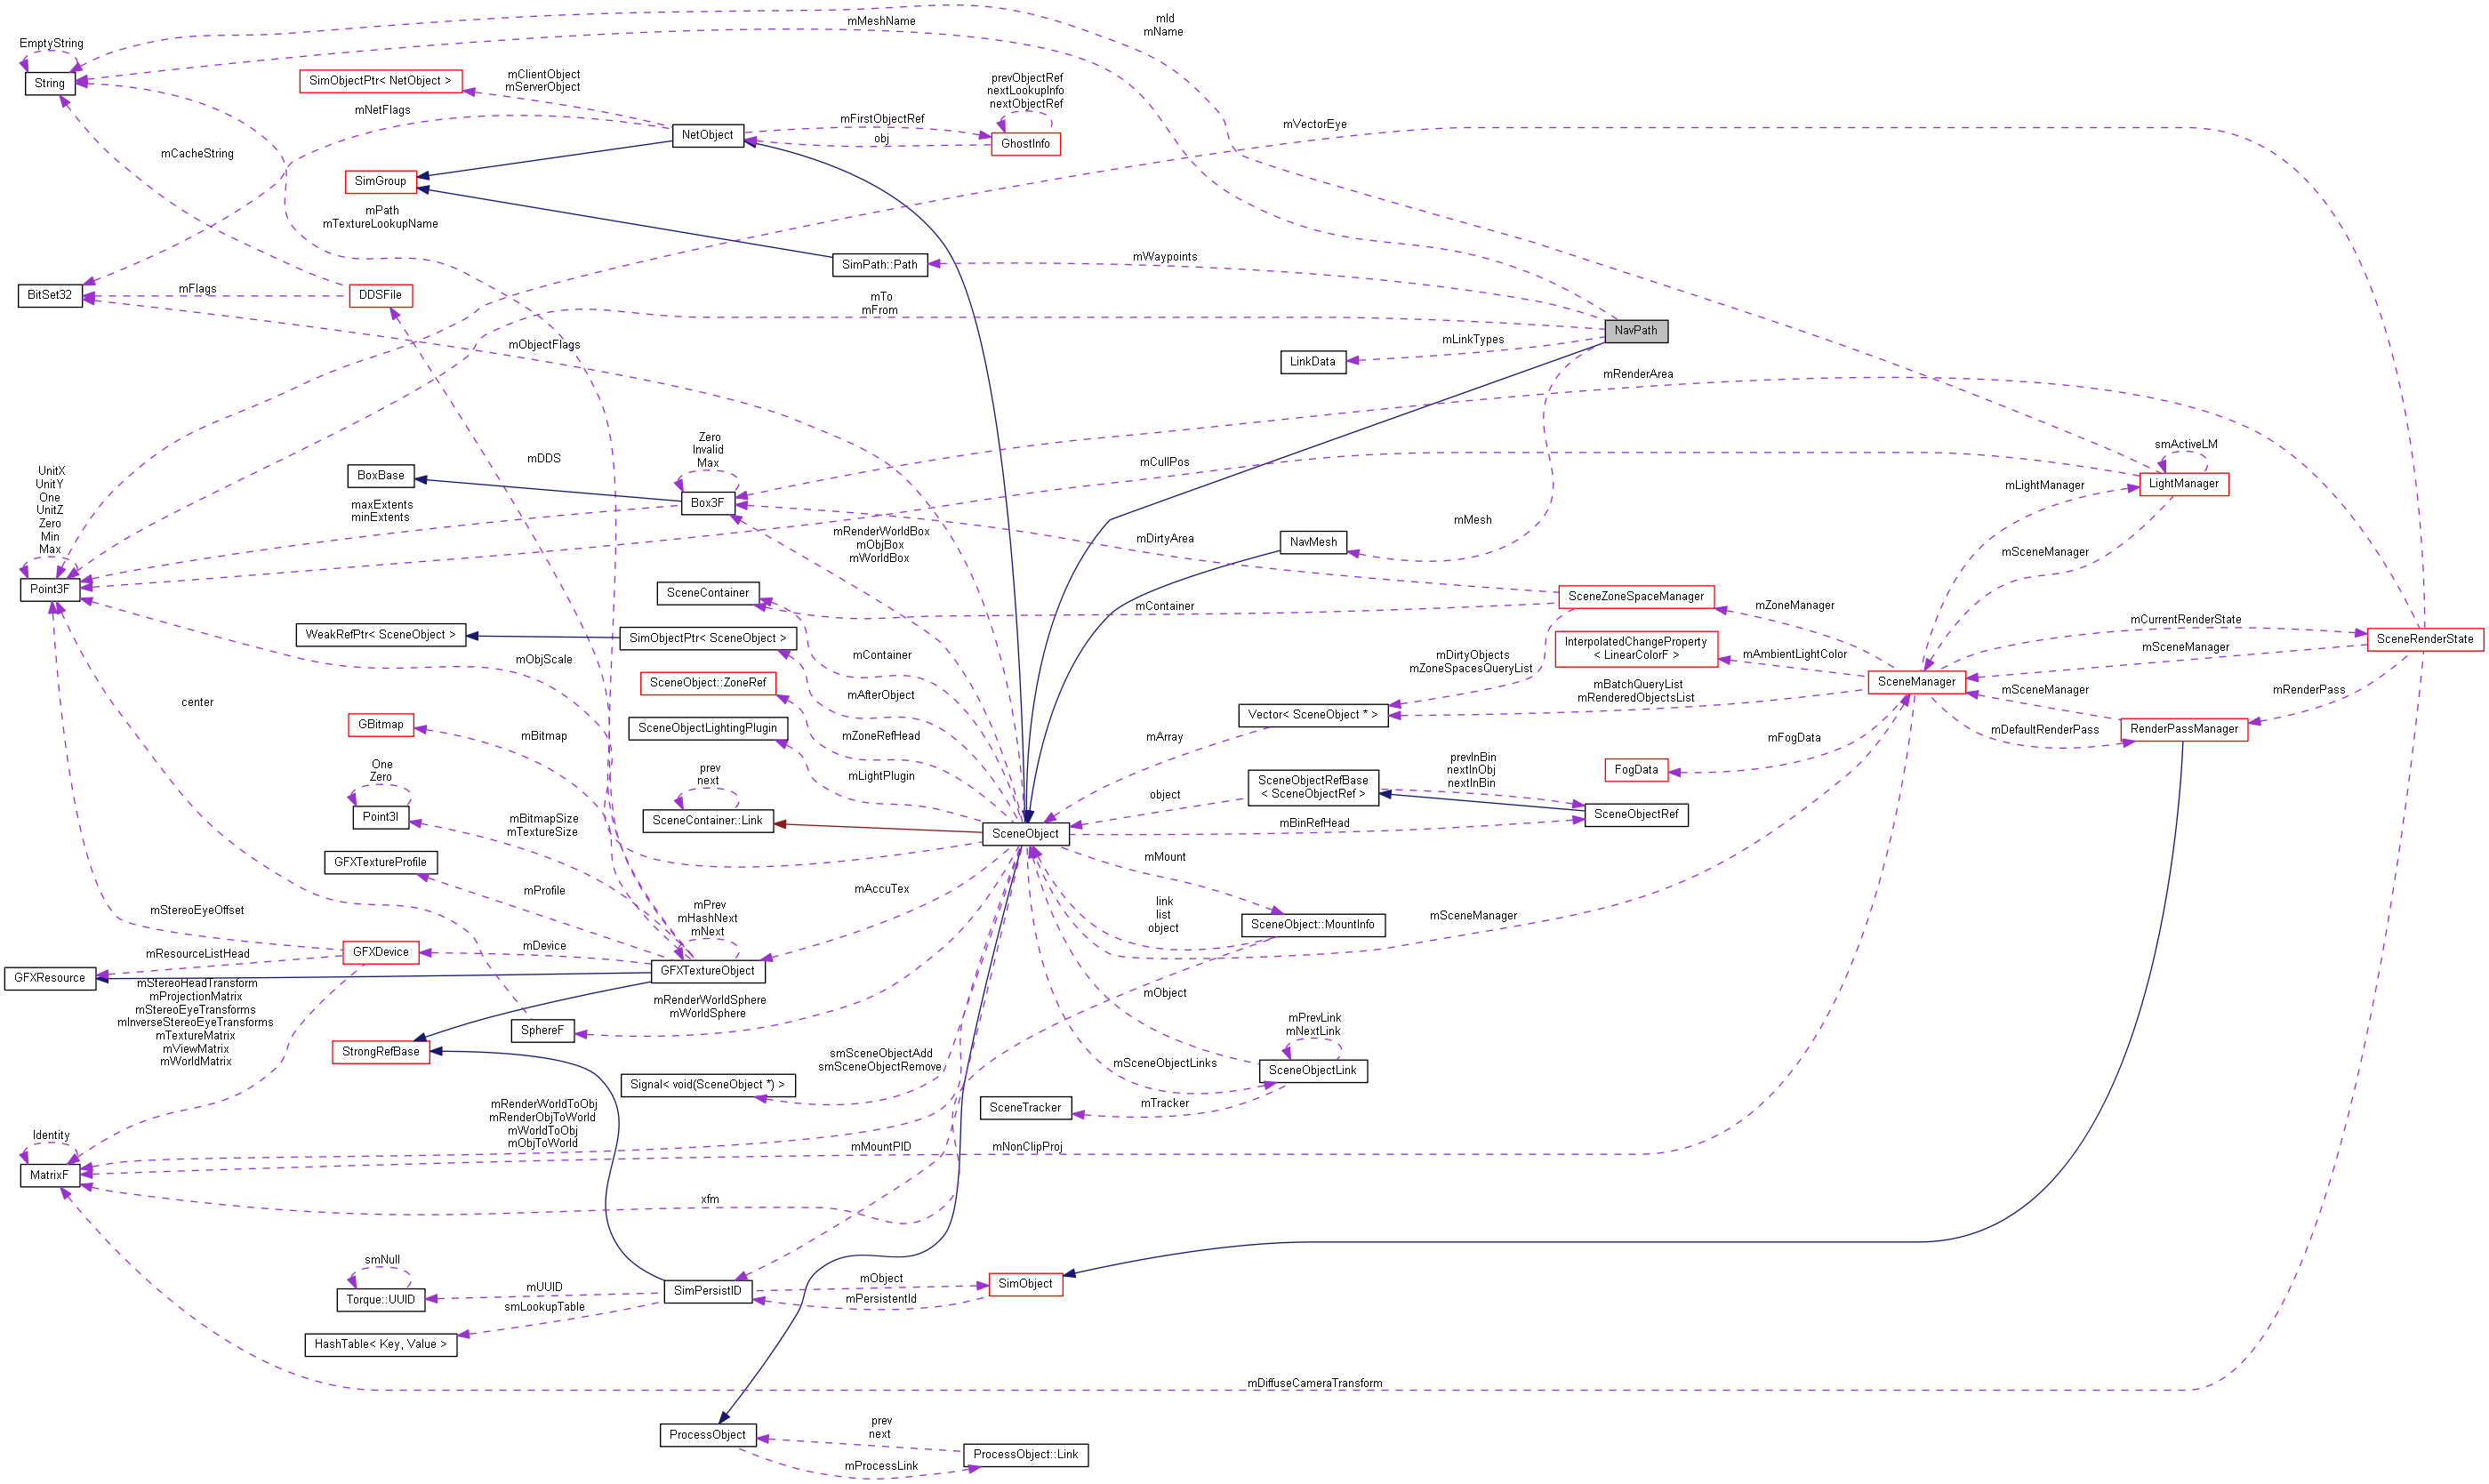 mId
mName
mMeshName
EmptyString
String
SimObjectPtr< NetObject >
mClientObject
mServerObject
prevObjectRef
nextLookupInfo
nextObjectRef
mNetFlags
mFirstObjectRef
mVectorEye
NetObject
obj
GhostInfo
mCacheString
SimGroup
mPath
mTextureLookupName
mWaypoints
SimPath::Path
mFlags
BitSet32
DDSFile
mTo
mFrom
NavPath
mObjectFlags
mLinkTypes
LinkData
mRenderArea
Zero
Invalid
Max
smActiveLM
mDDS
mCullPos
BoxBase
UnitX
UnitY
One
UnitZ
Zero
Min
Max
Box3F
mLightManager
LightManager
maxExtents
minExtents
mMesh
mRenderWorldBox
mObjBox
mWorldBox
mDirtyArea
NavMesh
mSceneManager
Point3F
SceneContainer
mContainer
SceneZoneSpaceManager
mZoneManager
mCurrentRenderState
WeakRefPtr< SceneObject >
SimObjectPtr< SceneObject >
InterpolatedChangeProperty
< LinearColorF >
SceneRenderState
mObjScale
mContainer
mDirtyObjects
mZoneSpacesQueryList
mAmbientLightColor
mSceneManager
SceneObject::ZoneRef
mAfterObject
mBatchQueryList
mRenderedObjectsList
SceneManager
mSceneManager
mRenderPass
center
GBitmap
SceneObjectLightingPlugin
mZoneRefHead
Vector< SceneObject * >
mBitmap
mArray
mFogData
mDefaultRenderPass
RenderPassManager
One
Zero
prev
next
mLightPlugin
prevInBin
nextInObj
nextInBin
FogData
SceneObjectRefBase
< SceneObjectRef >
object
Point3I
mBitmapSize
mTextureSize
SceneContainer::Link
SceneObject
mBinRefHead
SceneObjectRef
GFXTextureProfile
mMount
mProfile
mAccuTex
mPrev
mHashNext
mNext
link
list
object
mStereoEyeOffset
SceneObject::MountInfo
mSceneManager
mResourceListHead
GFXDevice
mDevice
GFXResource
GFXTextureObject
mObject
mStereoHeadTransform
mProjectionMatrix
mStereoEyeTransforms
mInverseStereoEyeTransforms
mTextureMatrix
mViewMatrix
mWorldMatrix
mRenderWorldSphere
mWorldSphere
SphereF
mPrevLink
mNextLink
StrongRefBase
smSceneObjectAdd
smSceneObjectRemove
mSceneObjectLinks
SceneObjectLink
Signal< void(SceneObject *) >
SceneTracker
mTracker
mRenderWorldToObj
mRenderObjToWorld
mWorldToObj
mObjToWorld
Identity
mMountPID
mNonClipProj
MatrixF
xfm
smNull
mUUID
mObject
SimObject
Torque::UUID
SimPersistID
mPersistentId
smLookupTable
HashTable< Key, Value >
mDiffuseCameraTransform
ProcessObject
prev
next
ProcessObject::Link
mProcessLink